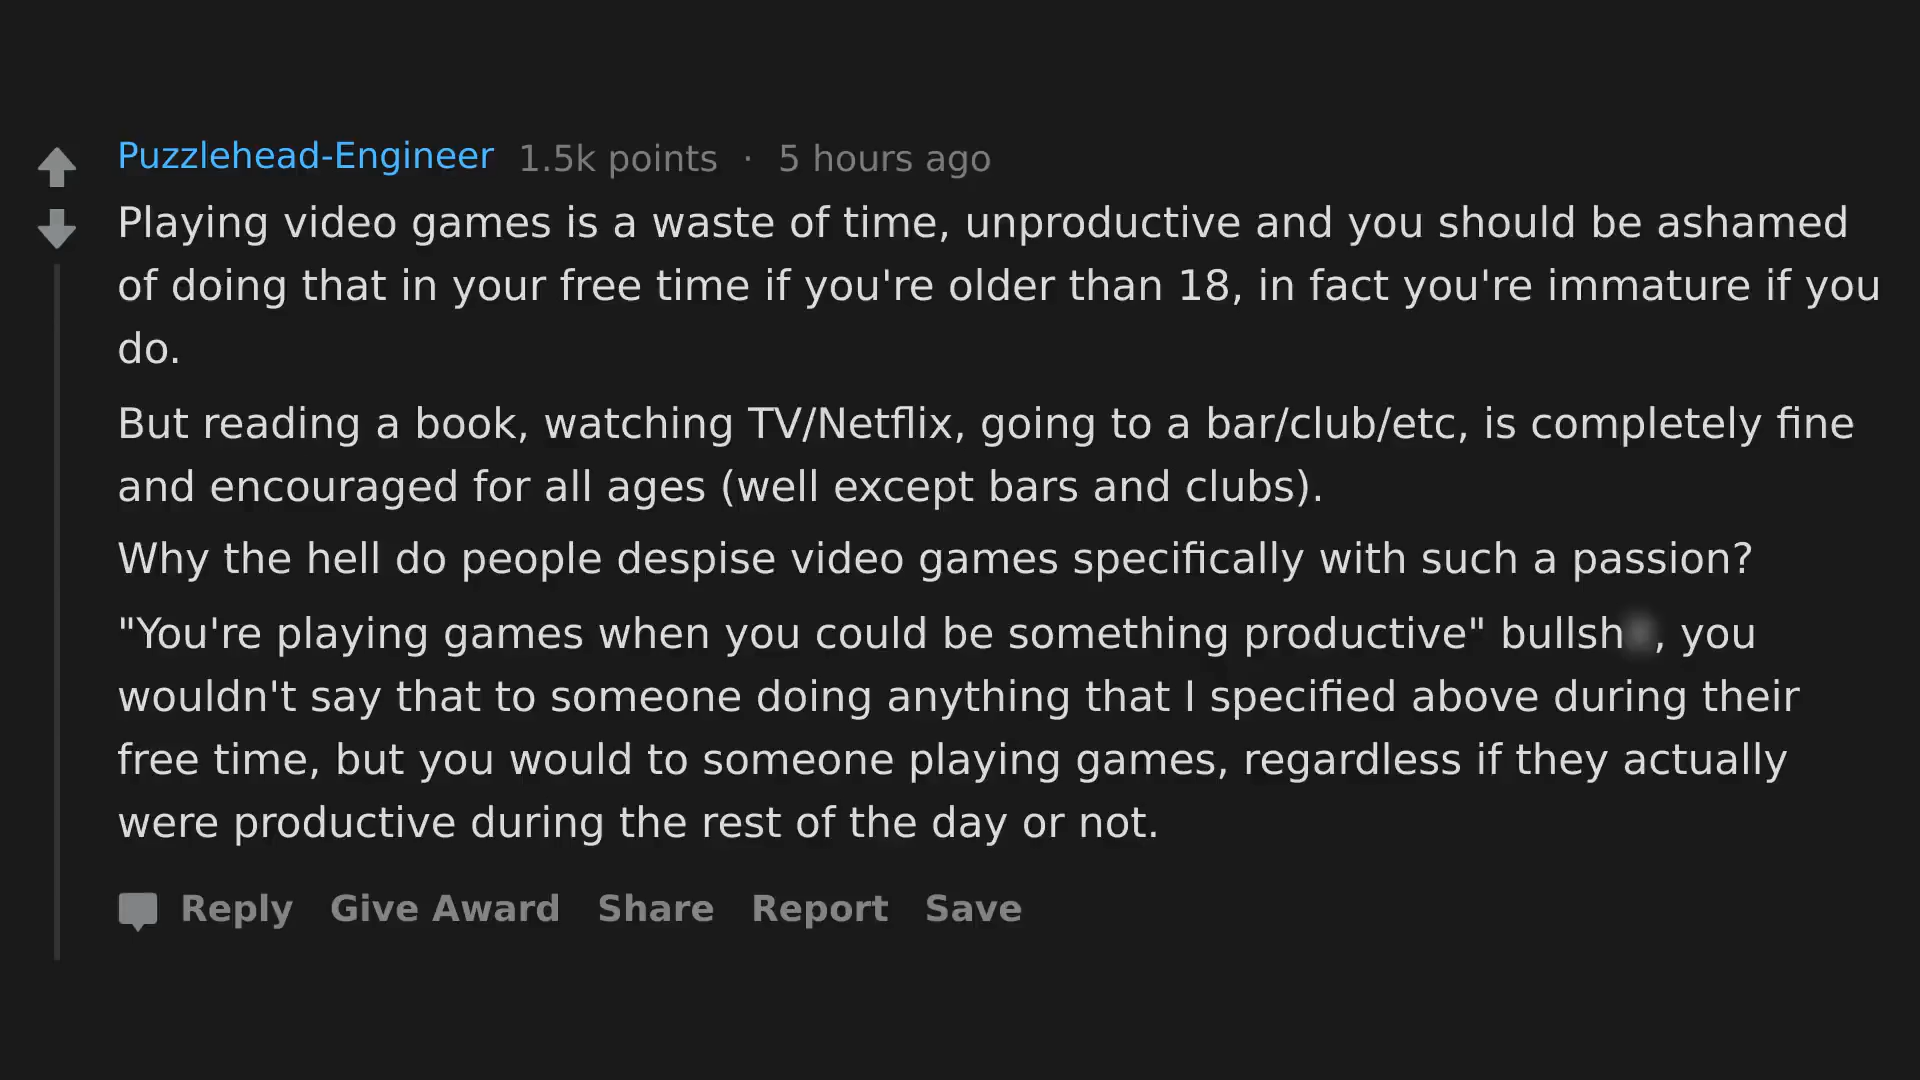 Puzzlehead-Engineer 1.5k points · 5 hours ago
Playing video games is a waste of time, unproductive and you should be ashamed
of doing that in your free time if you're older than 18, in fact you're immature if you
do.
But reading a book, watching TV/Netflix, going to a bar/club/etc, is completely fine
and encouraged for all ages (well except bars and clubs).
Why the hell do people despise video games specifically with such a passion?
"You're playing games when you could be something productive" bullsh, you
wouldn't say that to someone doing anything that I specified above during their
free time, but you would to someone playing games, regardless if they actually
were productive during the rest of the day or not.
Reply Give Award Share Report Save